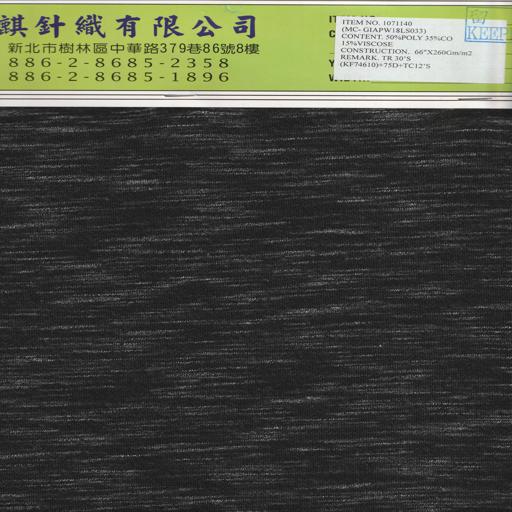 麒針織有限公司
新北市樹林區中華路379巷86號8樓
886-2-8685-2358
886-2-8685-1896
ITEM NO. 1071140
(MC- GIAPW18LS033)
CONTENT. 50%POLY 35%CO
15%VISCOSE
CONSTRUCTION. 66"X260Gm/m2
REMARK. TR 30'S
(KF74610)+75D+TC12'S
留
KEEP